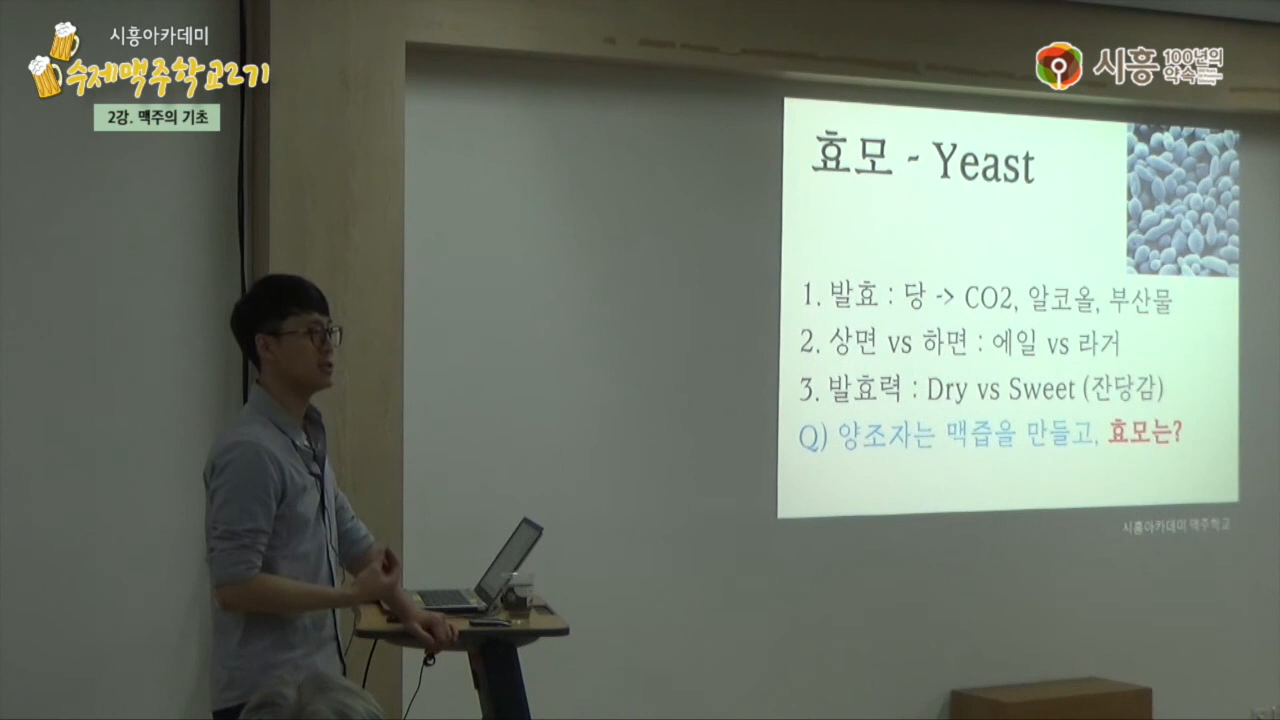 시흥아카데미
수제맥주학교2기
2강. 맥주의 기초
시흥 100년의 약속
효모 - Yeast
1. 발효 : 당 -> CO2, 알코올, 부산물
2. 상면 vs 하면 : 에일 vs 라거
3. 발효력 : Dry vs Sweet (잔당감)
Q) 양조자는 맥즙을 만들고, 효모는?
시흥아카데미 맥주학교